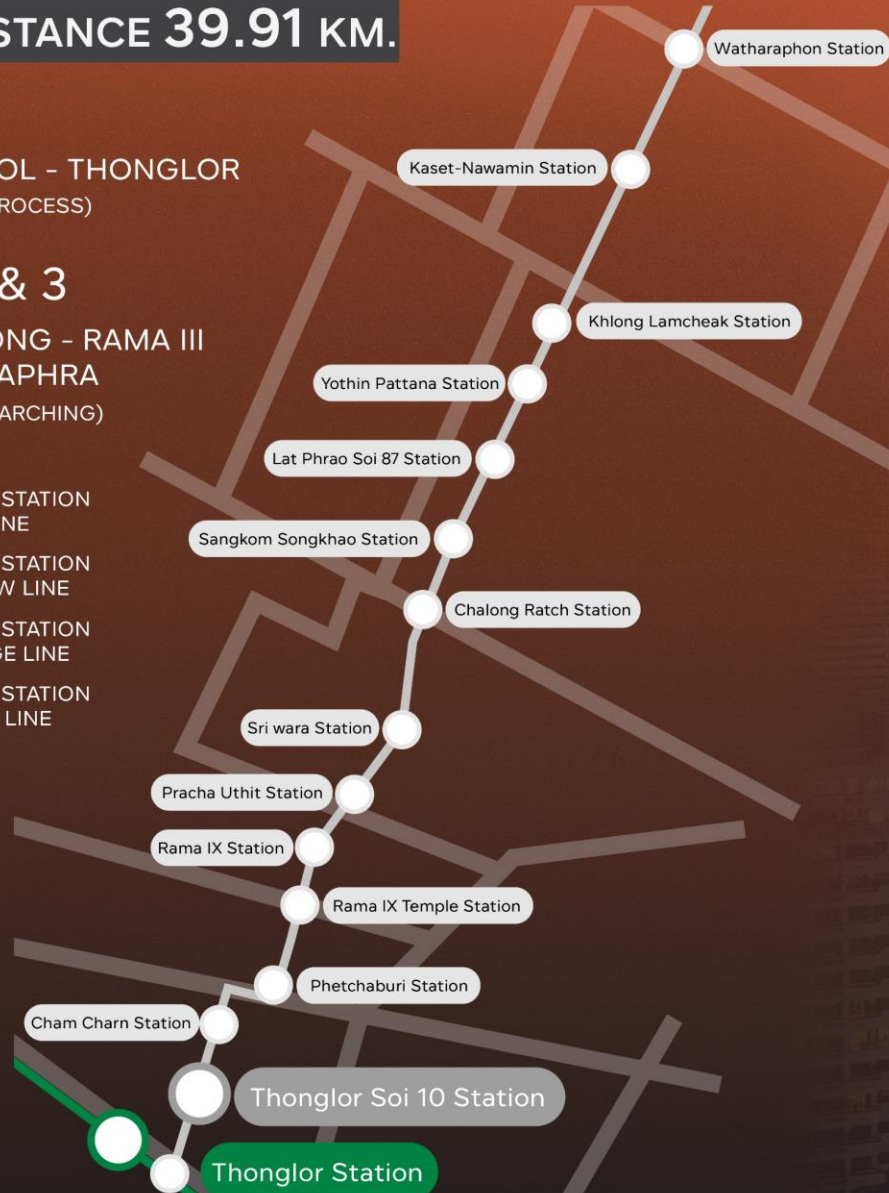 STANCE 39.91 KM.
OL - THONGLOR
ROCESS)
& 3
ONG - RAMA III
APHRA
ARCHING)
STATION
NE
STATION
W LINE
STATION
GE LINE
STATION
LINE
Watharaphon Station
Kaset-Nawamin Station
Khlong Lamcheak Station
Yothin Pattana Station
Lat Phrao Soi 87 Station
Sangkom Songkhao Station
Chalong Ratch Station
Sri wara Station
Pracha Uthit Station
Rama IX Station
Rama IX Temple Station
Phetchaburi Station
Cham Charn Station
Thonglor Soi 10 Station
Thonglor Station